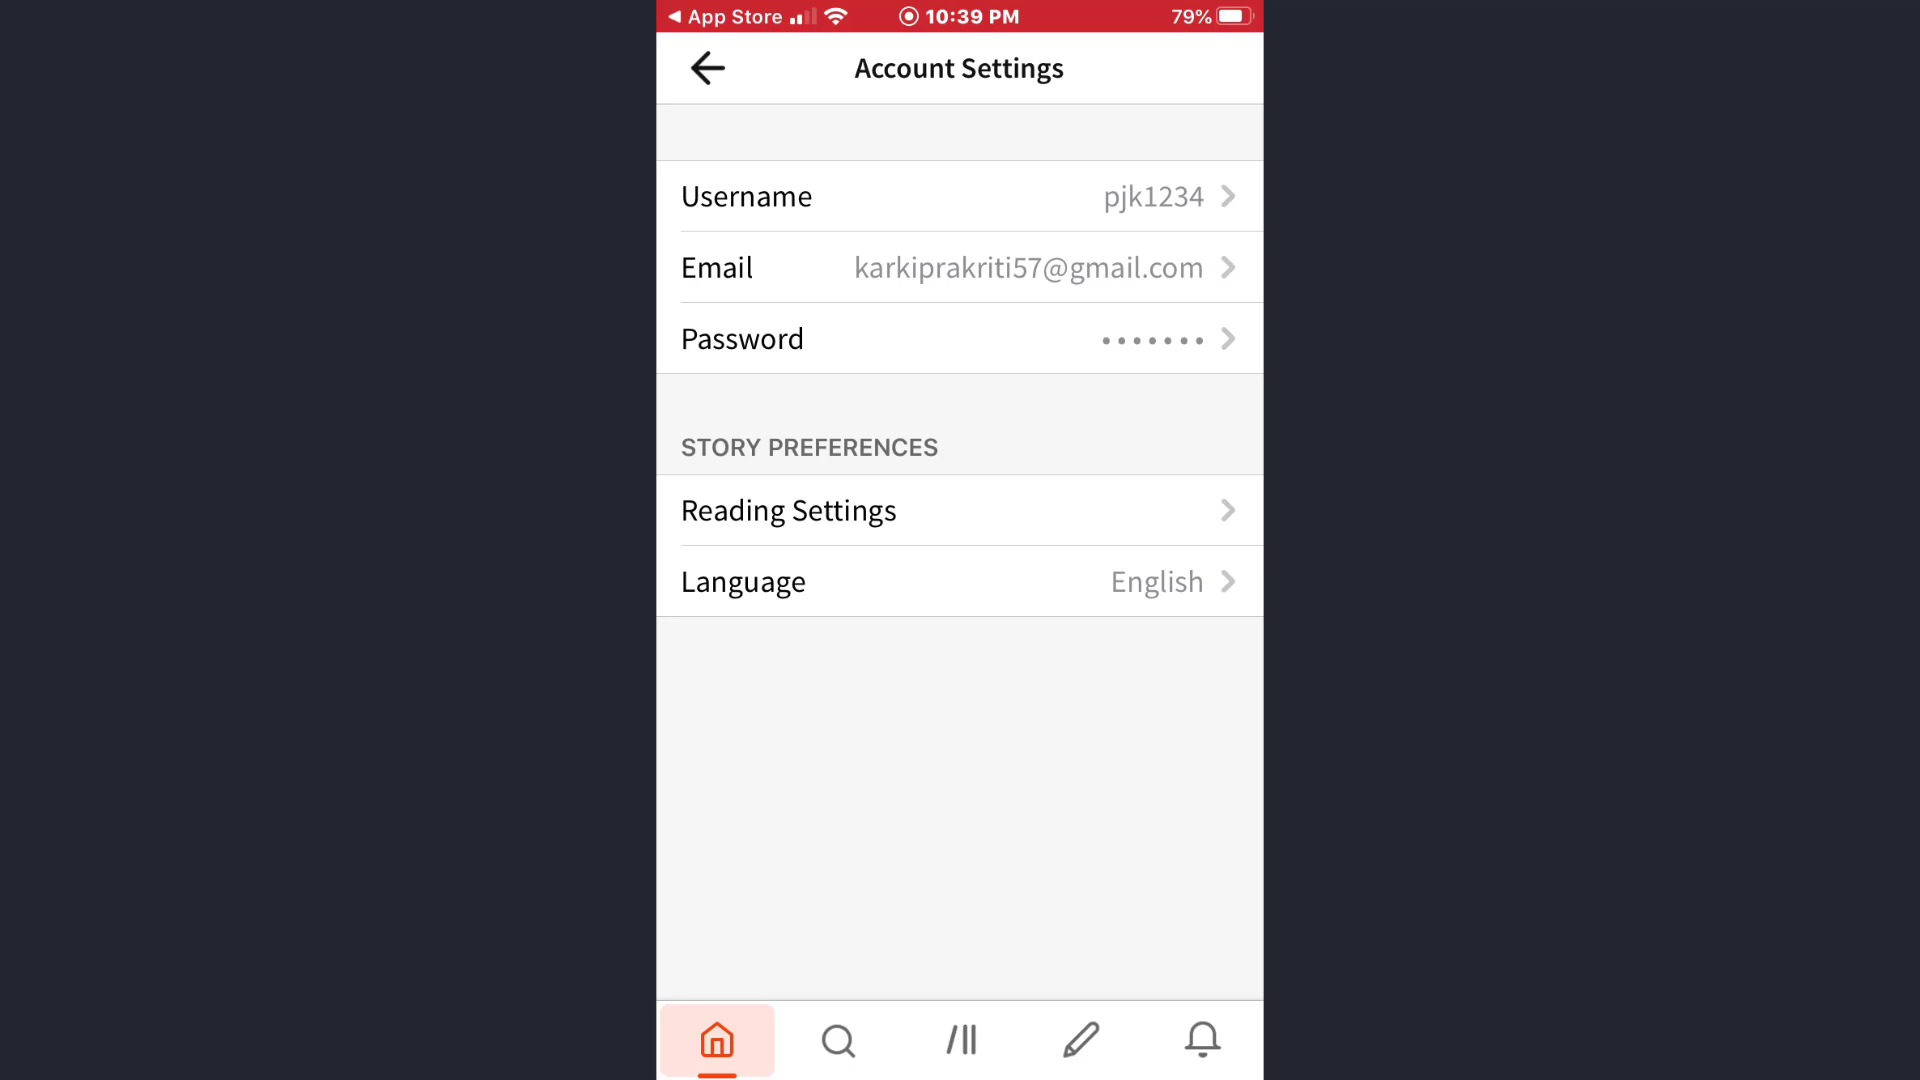 App Store 10:39 PM 79%
Account Settings
Username pjk1234
Email karkiprakriti57@gmail.com
Password •••••••
STORY PREFERENCES
Reading Settings
Language English